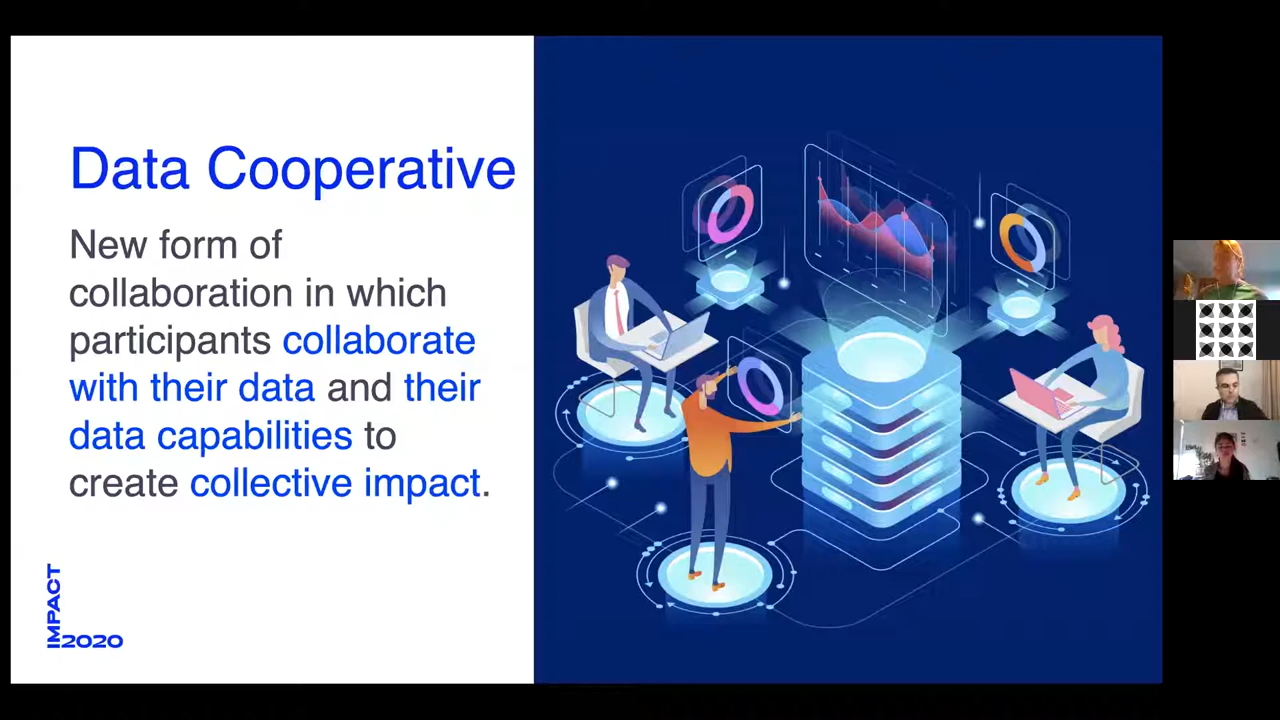 Data Cooperative
New form of
collaboration in which
participants collaborate
with their data and their
data capabilities to
create collective impact.
IMPACT
2020